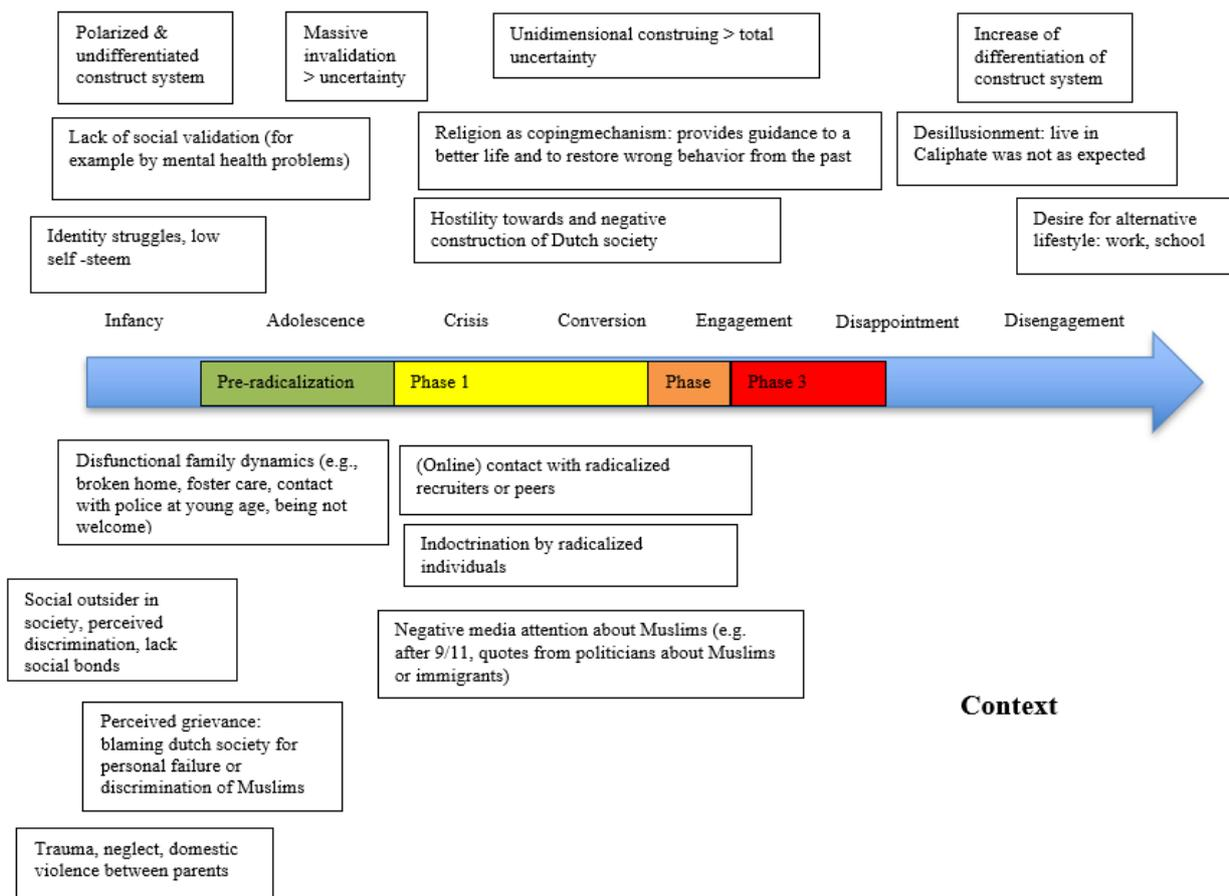 Polarized &
undifferentiated
construct system
Massive
invalidation
> uncertainty
Unidimensional construing > total
uncertainty
Increase of
differentiation of
construct system
Lack of social validation (for
example by mental health problems)
Religion as copingmechanism: provides guidance to a
better life and to restore wrong behavior from the past
Desillusionment: live in
Caliphate was not as expected
Identity struggles, low
self -steem
Hostility towards and negative
construction of Dutch society
Desire for alternative
lifestyle: work, school
Infancy
Adolescence
Crisis
Conversion
Engagement
Disappointment
Disengagement
Pre-radicalization
Phase 1
Phase
Phase 3
Disfunctional family dynamics (e.g.,
broken home, foster care, contact
with police at young age, being not
welcome)
(Online) contact with radicalized
recruiters or peers
Indoctrination by radicalized
individuals
Social outsider in
society, perceived
discrimination, lack
social bonds
Negative media attention about Muslims (e.g.
after 9/11, quotes from politicians about Muslims
or immigrants)
Context
Perceived grievance:
blaming dutch society for
personal failure or
discrimination of Muslims
Trauma, neglect, domestic
violence between parents